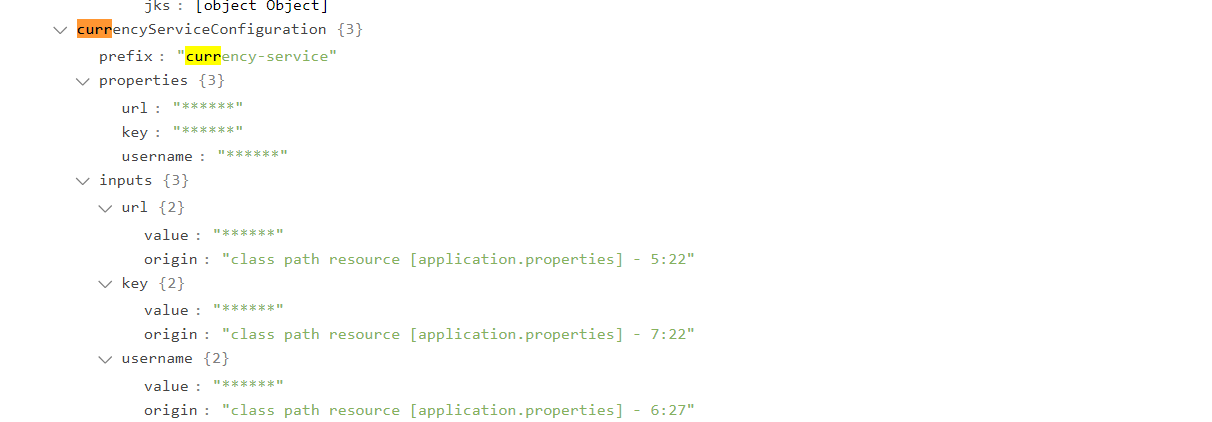 jks : [object Object]
currencyServiceConfiguration {3}
prefix : "currency-service"
properties {3}
url : "******"
key : "******"
username : "******"
inputs {3}
url {2}
value : "******"
origin : "class path resource [application.properties] - 5:22"
key {2}
value : "******"
origin : "class path resource [application.properties] - 7:22"
username {2}
value : "******"
origin : "class path resource [application.properties] - 6:27"